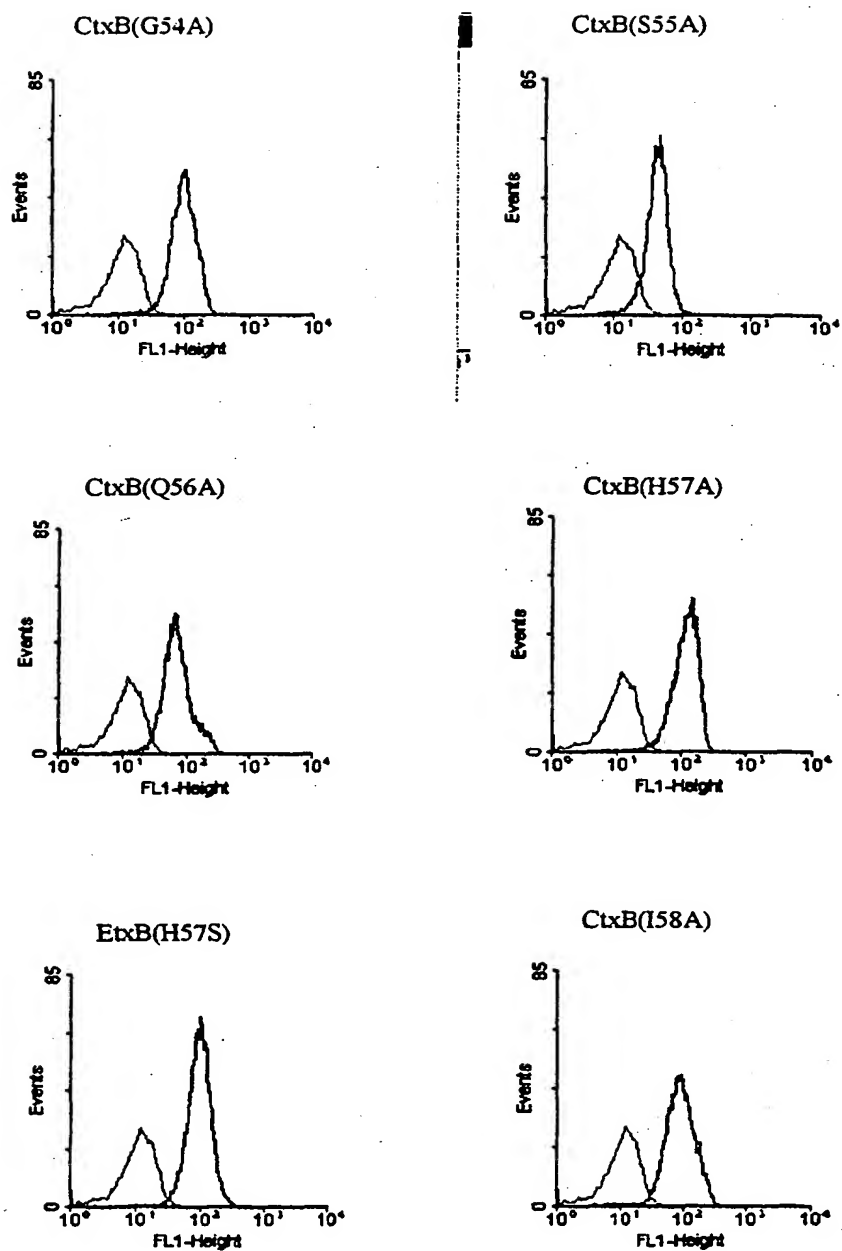 CtxB(G54A)
85
Events
0
10⁰ 10¹ 10² 10³ 10⁴
FL1-Height
CtxB(S55A)
85
Events
0
10⁰ 10¹ 10² 10³ 10⁴
FL1-Height
CtxB(Q56A)
85
Events
0
10⁰ 10¹ 10² 10³ 10⁴
FL1-Height
CtxB(H57A)
85
Events
0
10⁰ 10¹ 10² 10³ 10⁴
FL1-Height
EtxB(H57S)
85
Events
0
10⁰ 10¹ 10² 10³ 10⁴
FL1-Height
CtxB(I58A)
85
Events
0
10⁰ 10¹ 10² 10³ 10⁴
FL1-Height